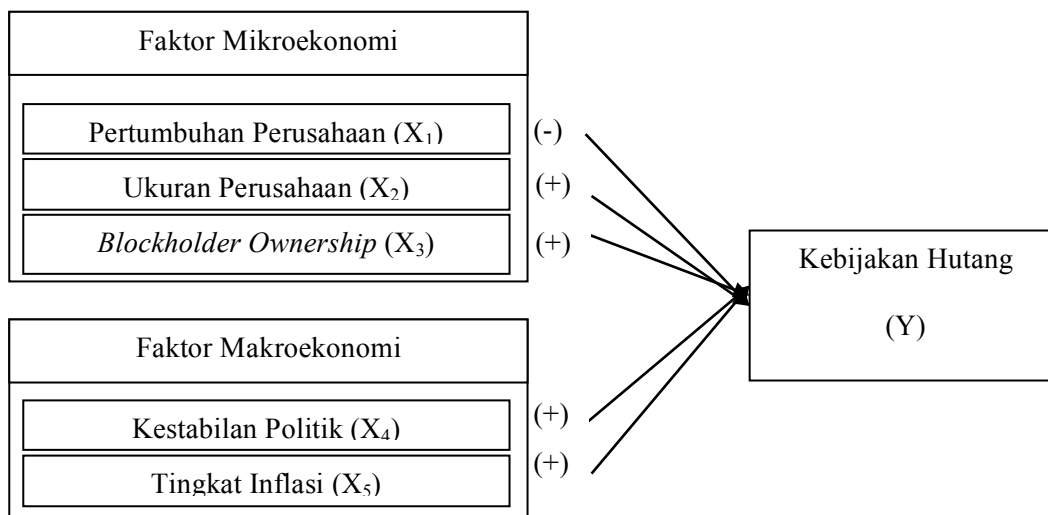 Faktor Mikroekonomi
Pertumbuhan Perusahaan (X₁) (-)
Ukuran Perusahaan (X₂) (+)
Blockholder Ownership (X₃) (+)
Kebijakan Hutang
(Y)
Faktor Makroekonomi
Kestabilan Politik (X₄) (+)
Tingkat Inflasi (X₅) (+)